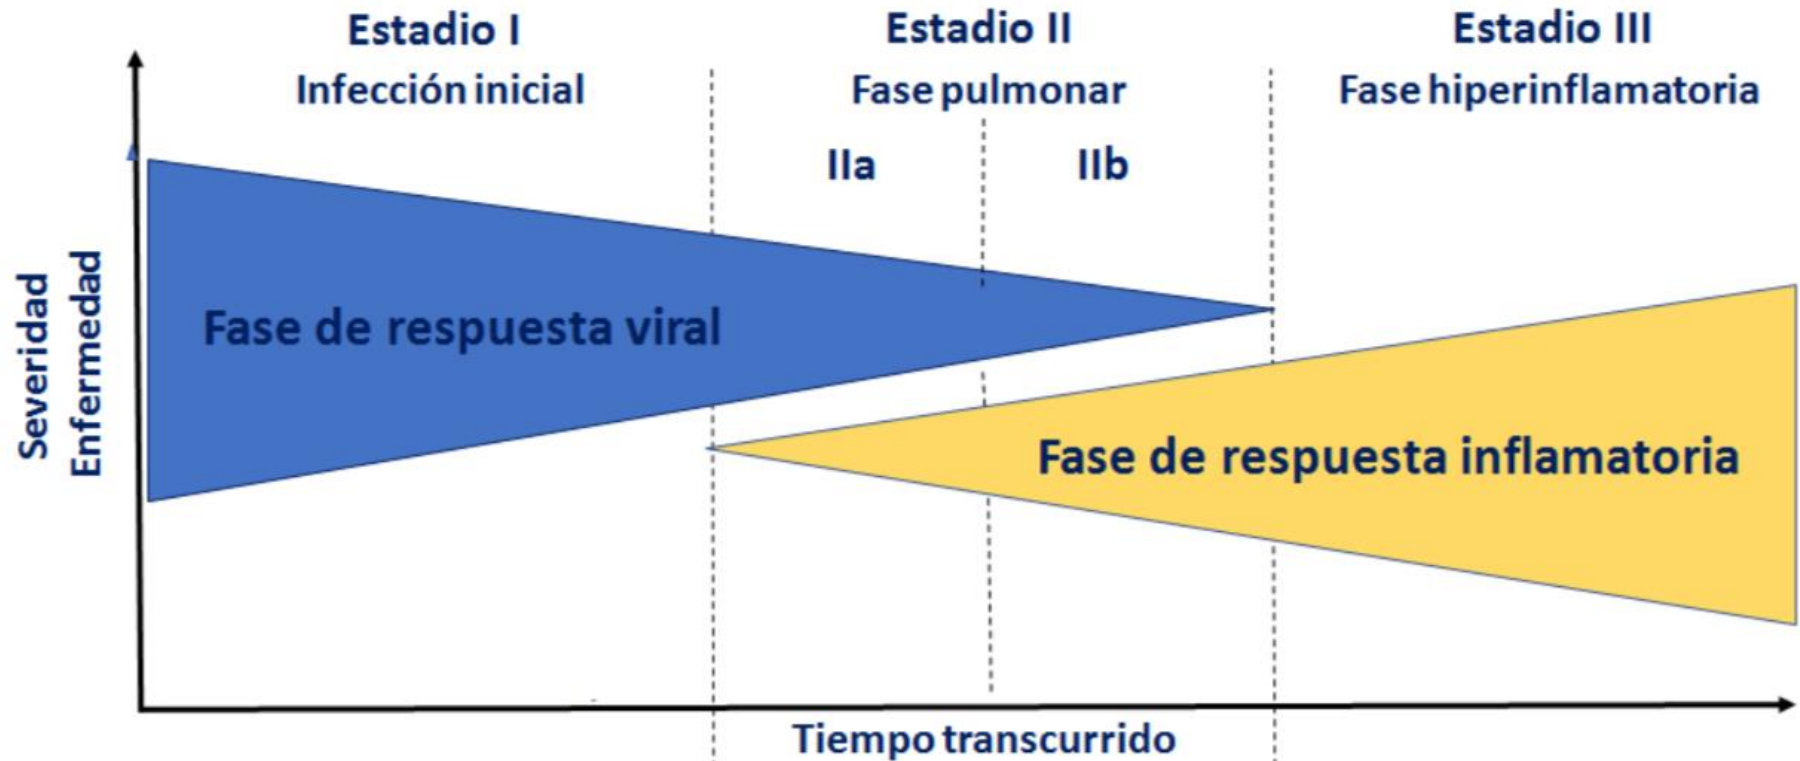 Estadio I
Infección inicial
Estadio II
Fase pulmonar
IIa
IIb
Estadio III
Fase hiperinflamatoria
Severidad
Enfermedad
Fase de respuesta viral
Fase de respuesta inflamatoria
Tiempo transcurrido